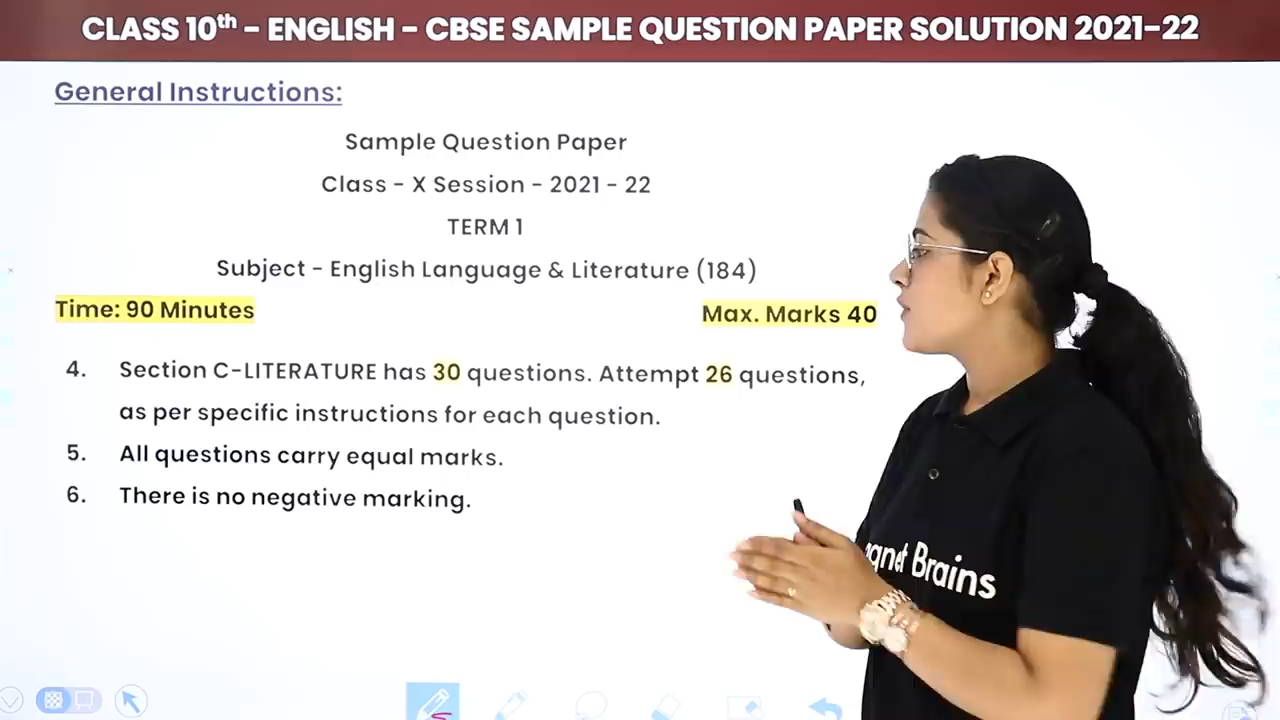 CLASS 10th - ENGLISH - CBSE SAMPLE QUESTION PAPER SOLUTION 2021-22
General Instructions:
Sample Question Paper
Class - X Session - 2021 - 22
TERM 1
Subject - English Language & Literature (184)
Time: 90 Minutes
Max. Marks 40
4. Section C-LITERATURE has 30 questions. Attempt 26 questions,
as per specific instructions for each question.
5. All questions carry equal marks.
6. There is no negative marking.
agnet Brains